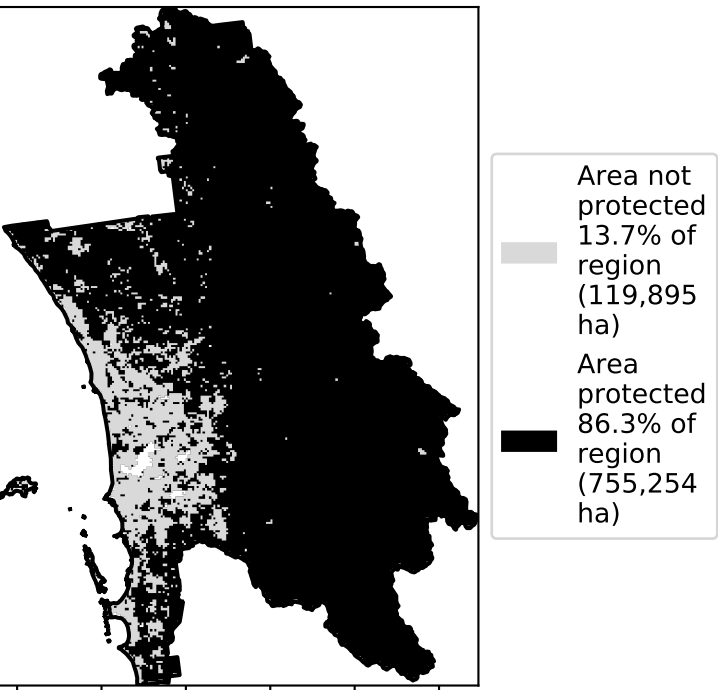 Area not
protected
13.7% of
region
(119,895
ha)
Area
protected
86.3% of
region
(755,254
ha)